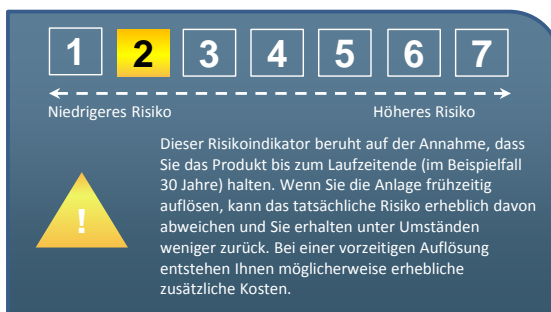 1 2 3 4 5 6 7
Niedrigeres Risiko Höheres Risiko
Dieser Risikoindikator beruht auf der Annahme, dass
Sie das Produkt bis zum Laufzeitende (im Beispielfall
30 Jahre) halten. Wenn Sie die Anlage frühzeitig
auflösen, kann das tatsächliche Risiko erheblich davon
abweichen und Sie erhalten unter Umständen
weniger zurück. Bei einer vorzeitigen Auflösung
entstehen Ihnen möglicherweise erhebliche
zusätzliche Kosten.
!